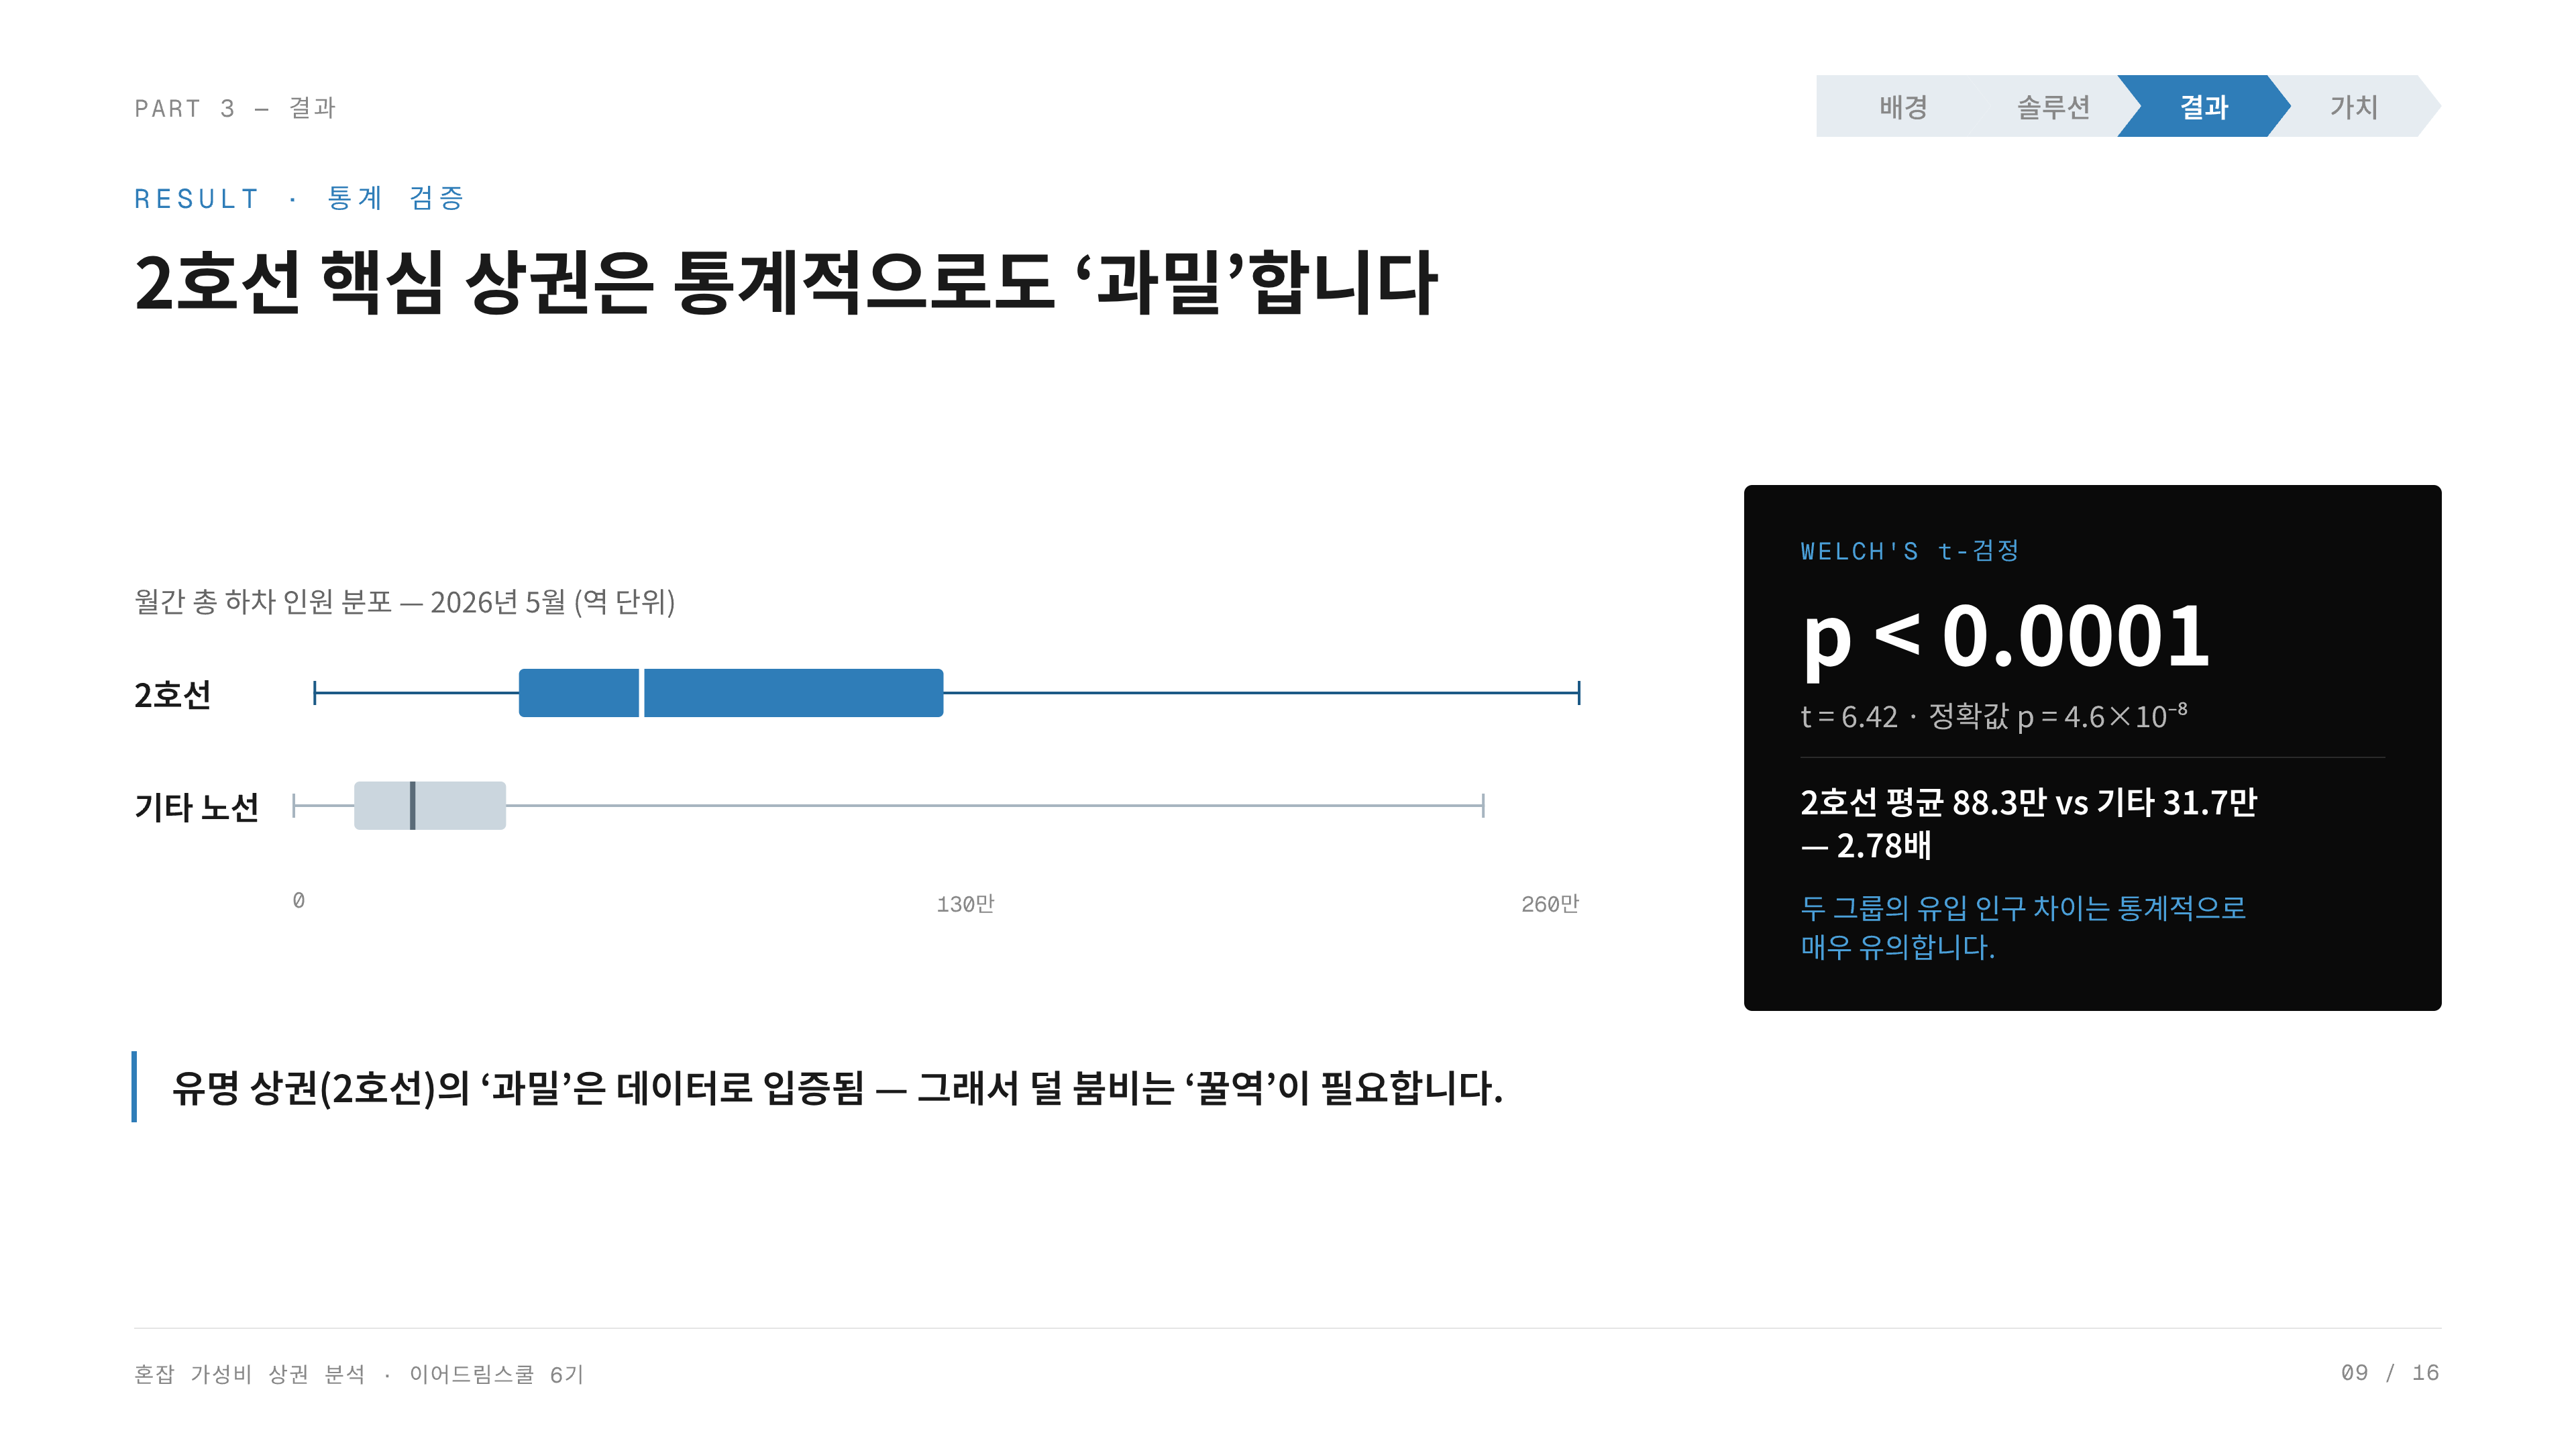 PART 3 — 결과
배경
솔루션
결과
가치
RESULT · 통계 검증
2호선 핵심 상권은 통계적으로도 ‘과밀’합니다
월간 총 하차 인원 분포 — 2026년 5월 (역 단위)
2호선
기타 노선
0
130만
260만
WELCH'S t-검정
p < 0.0001
t = 6.42 · 정확값 p = 4.6×10⁻⁸
2호선 평균 88.3만 vs 기타 31.7만
— 2.78배
두 그룹의 유입 인구 차이는 통계적으로
매우 유의합니다.
유명 상권(2호선)의 ‘과밀’은 데이터로 입증됨 — 그래서 덜 붐비는 ‘꿀역’이 필요합니다.
혼잡 가성비 상권 분석 · 이어드림스쿨 6기
09 / 16